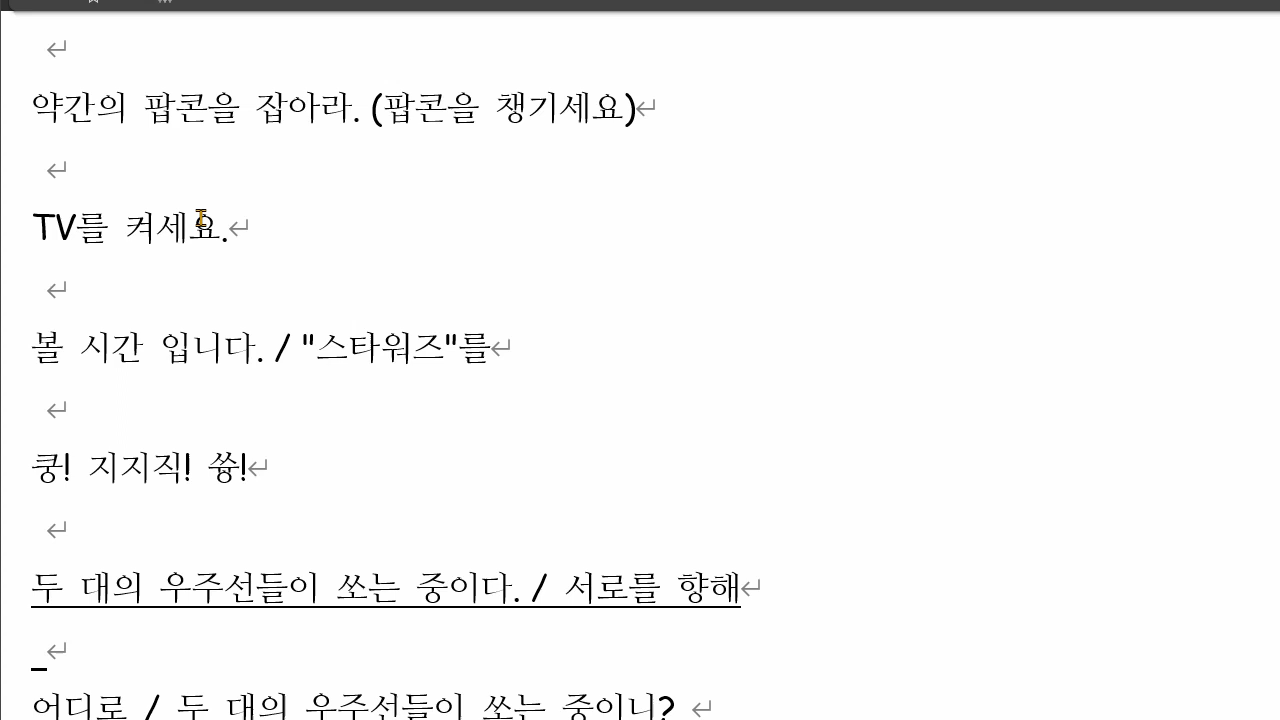 약간의 팝콘을 잡아라. (팝콘을 챙기세요)
TV를 켜세요.
볼 시간 입니다. / "스타워즈"를
쿵! 지지직! 쓩!
두 대의 우주선들이 쏘는 중이다. / 서로를 향해
어디로 / 두 대의 우주선들이 쏘는 중이니?